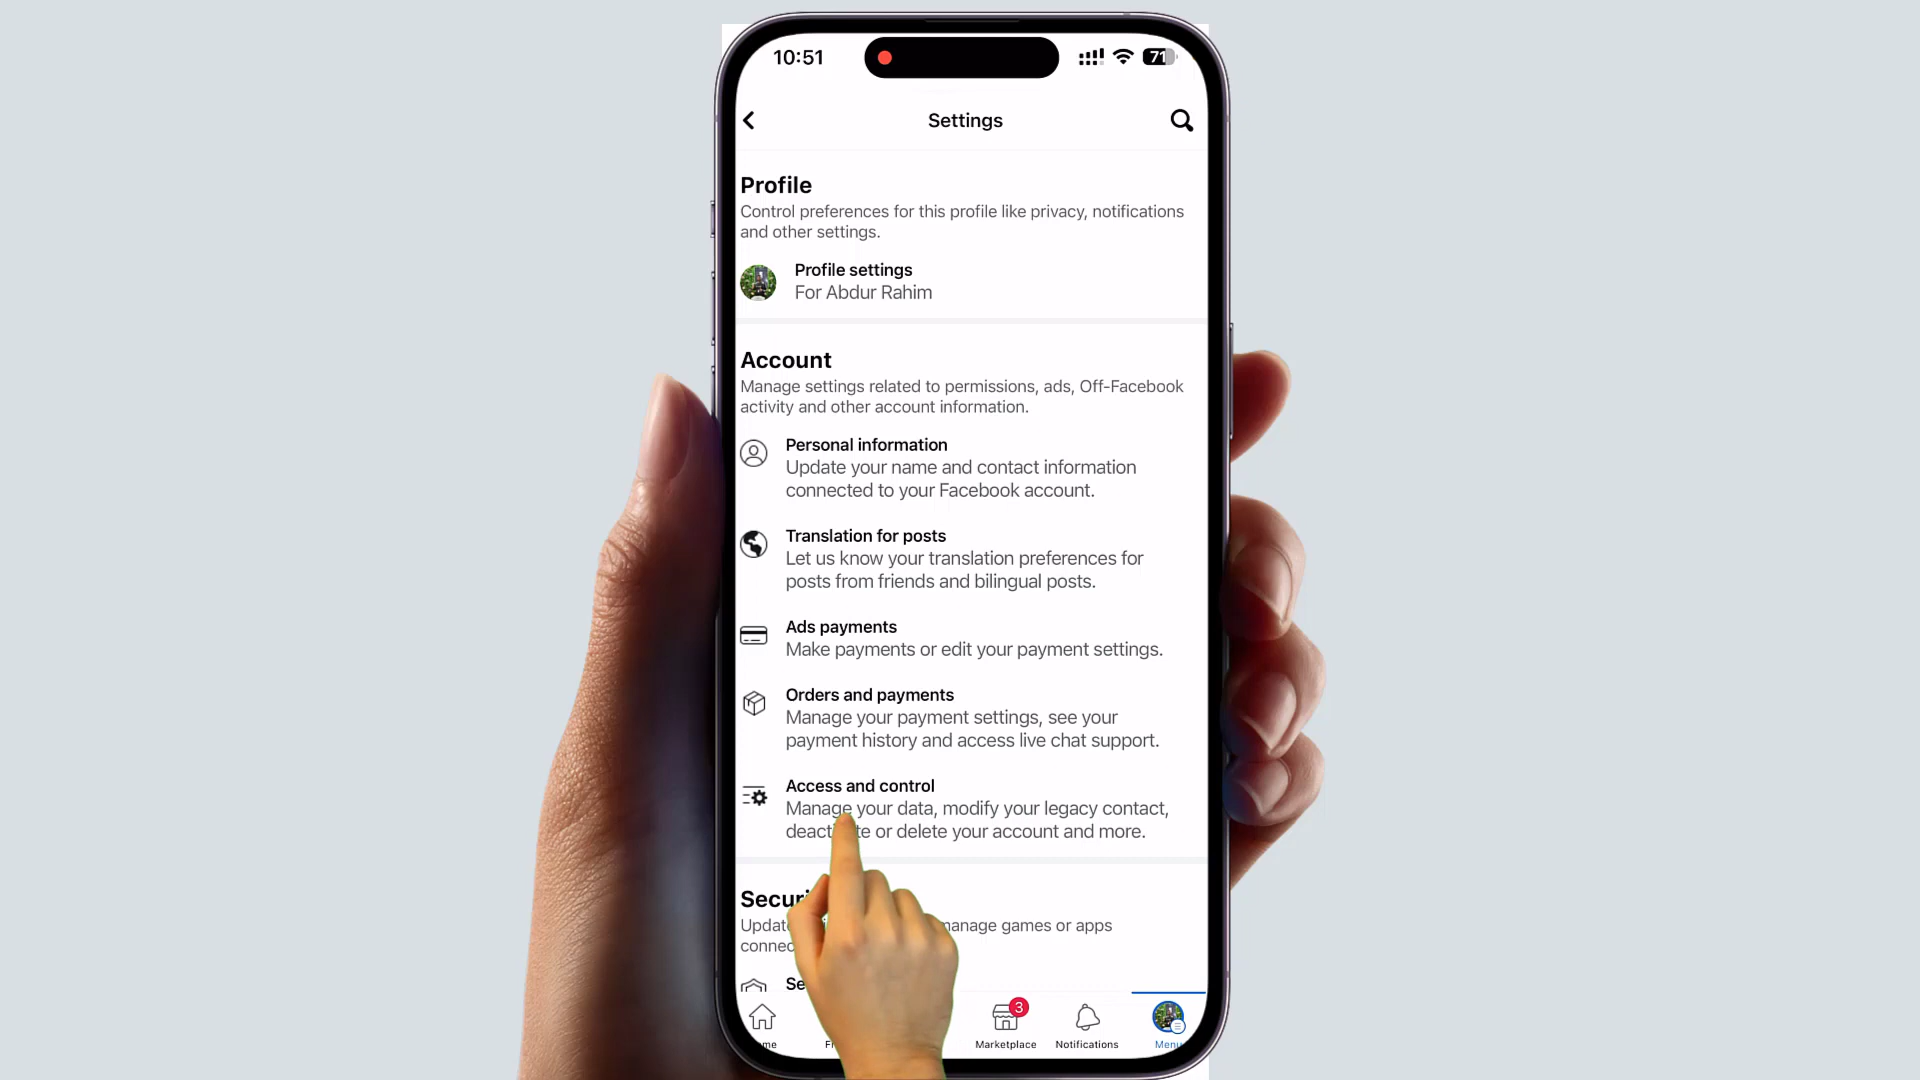 10:51
71
Settings
Profile
Control preferences for this profile like privacy, notifications
and other settings.
Profile settings
For Abdur Rahim
Account
Manage settings related to permissions, ads, Off-Facebook
activity and other account information.
Personal information
Update your name and contact information
connected to your Facebook account.
Translation for posts
Let us know your translation preferences for
posts from friends and bilingual posts.
Ads payments
Make payments or edit your payment settings.
Orders and payments
Manage your payment settings, see your
payment history and access live chat support.
Access and control
Manage your data, modify your legacy contact,
or delete your account and more.
games or apps
3
Marketplace
Notifications
Menu